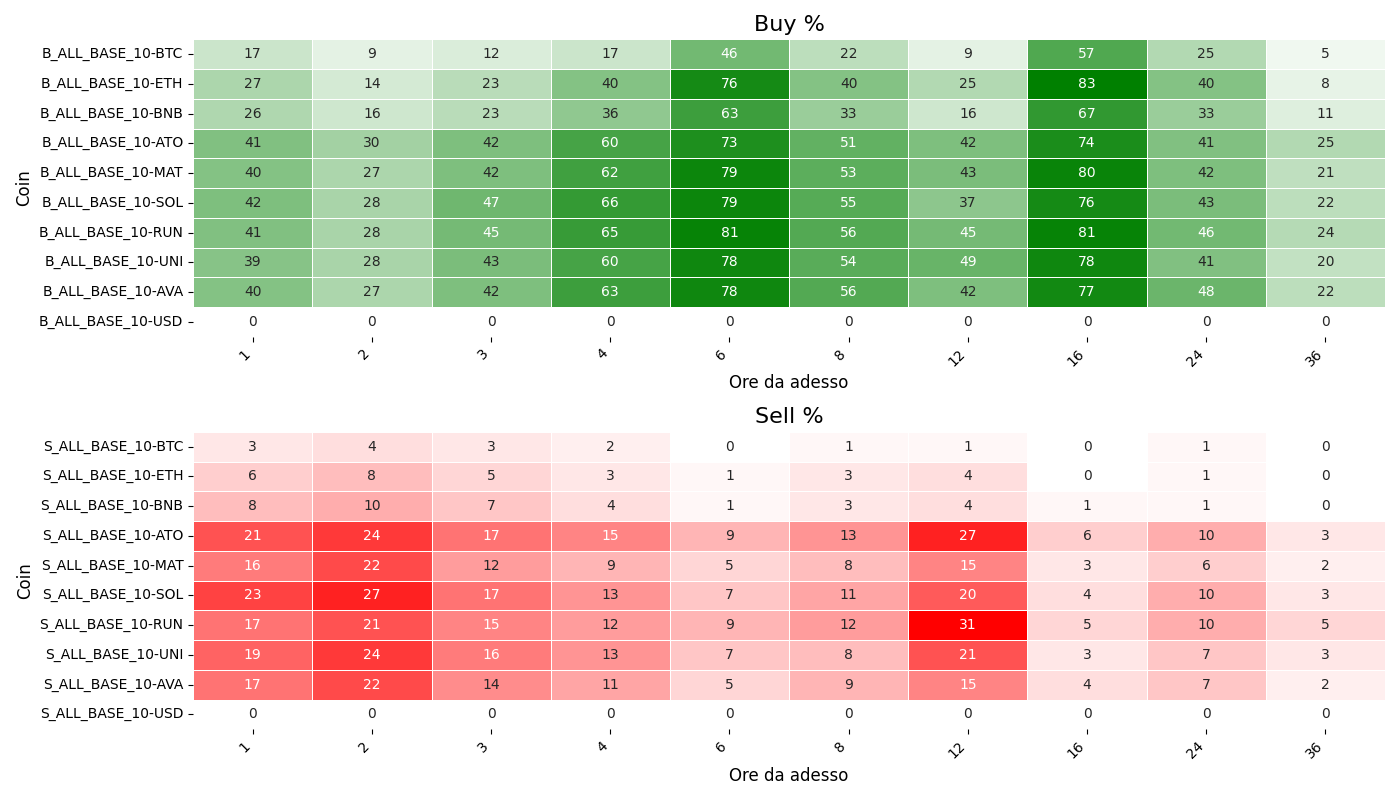 Buy %
Coin
B_ALL_BASE_10-BTC 17 9 12 17 46 22 9 57 25 5
B_ALL_BASE_10-ETH 27 14 23 40 76 40 25 83 40 8
B_ALL_BASE_10-BNB 26 16 23 36 63 33 16 67 33 11
B_ALL_BASE_10-ATO 41 30 42 60 73 51 42 74 41 25
B_ALL_BASE_10-MAT 40 27 42 62 79 53 43 80 42 21
B_ALL_BASE_10-SOL 42 28 47 66 79 55 37 76 43 22
B_ALL_BASE_10-RUN 41 28 45 65 81 56 45 81 46 24
B_ALL_BASE_10-UNI 39 28 43 60 78 54 49 78 41 20
B_ALL_BASE_10-AVA 40 27 42 63 78 56 42 77 48 22
B_ALL_BASE_10-USD 0 0 0 0 0 0 0 0 0 0
1 2 3 4 6 8 12 16 24 36
Ore da adesso
Sell %
Coin
S_ALL_BASE_10-BTC 3 4 3 2 0 1 1 0 1 0
S_ALL_BASE_10-ETH 6 8 5 3 1 3 4 0 1 0
S_ALL_BASE_10-BNB 8 10 7 4 1 3 4 1 1 0
S_ALL_BASE_10-ATO 21 24 17 15 9 13 27 6 10 3
S_ALL_BASE_10-MAT 16 22 12 9 5 8 15 3 6 2
S_ALL_BASE_10-SOL 23 27 17 13 7 11 20 4 10 3
S_ALL_BASE_10-RUN 17 21 15 12 9 12 31 5 10 5
S_ALL_BASE_10-UNI 19 24 16 13 7 8 21 3 7 3
S_ALL_BASE_10-AVA 17 22 14 11 5 9 15 4 7 2
S_ALL_BASE_10-USD 0 0 0 0 0 0 0 0 0 0
1 2 3 4 6 8 12 16 24 36
Ore da adesso